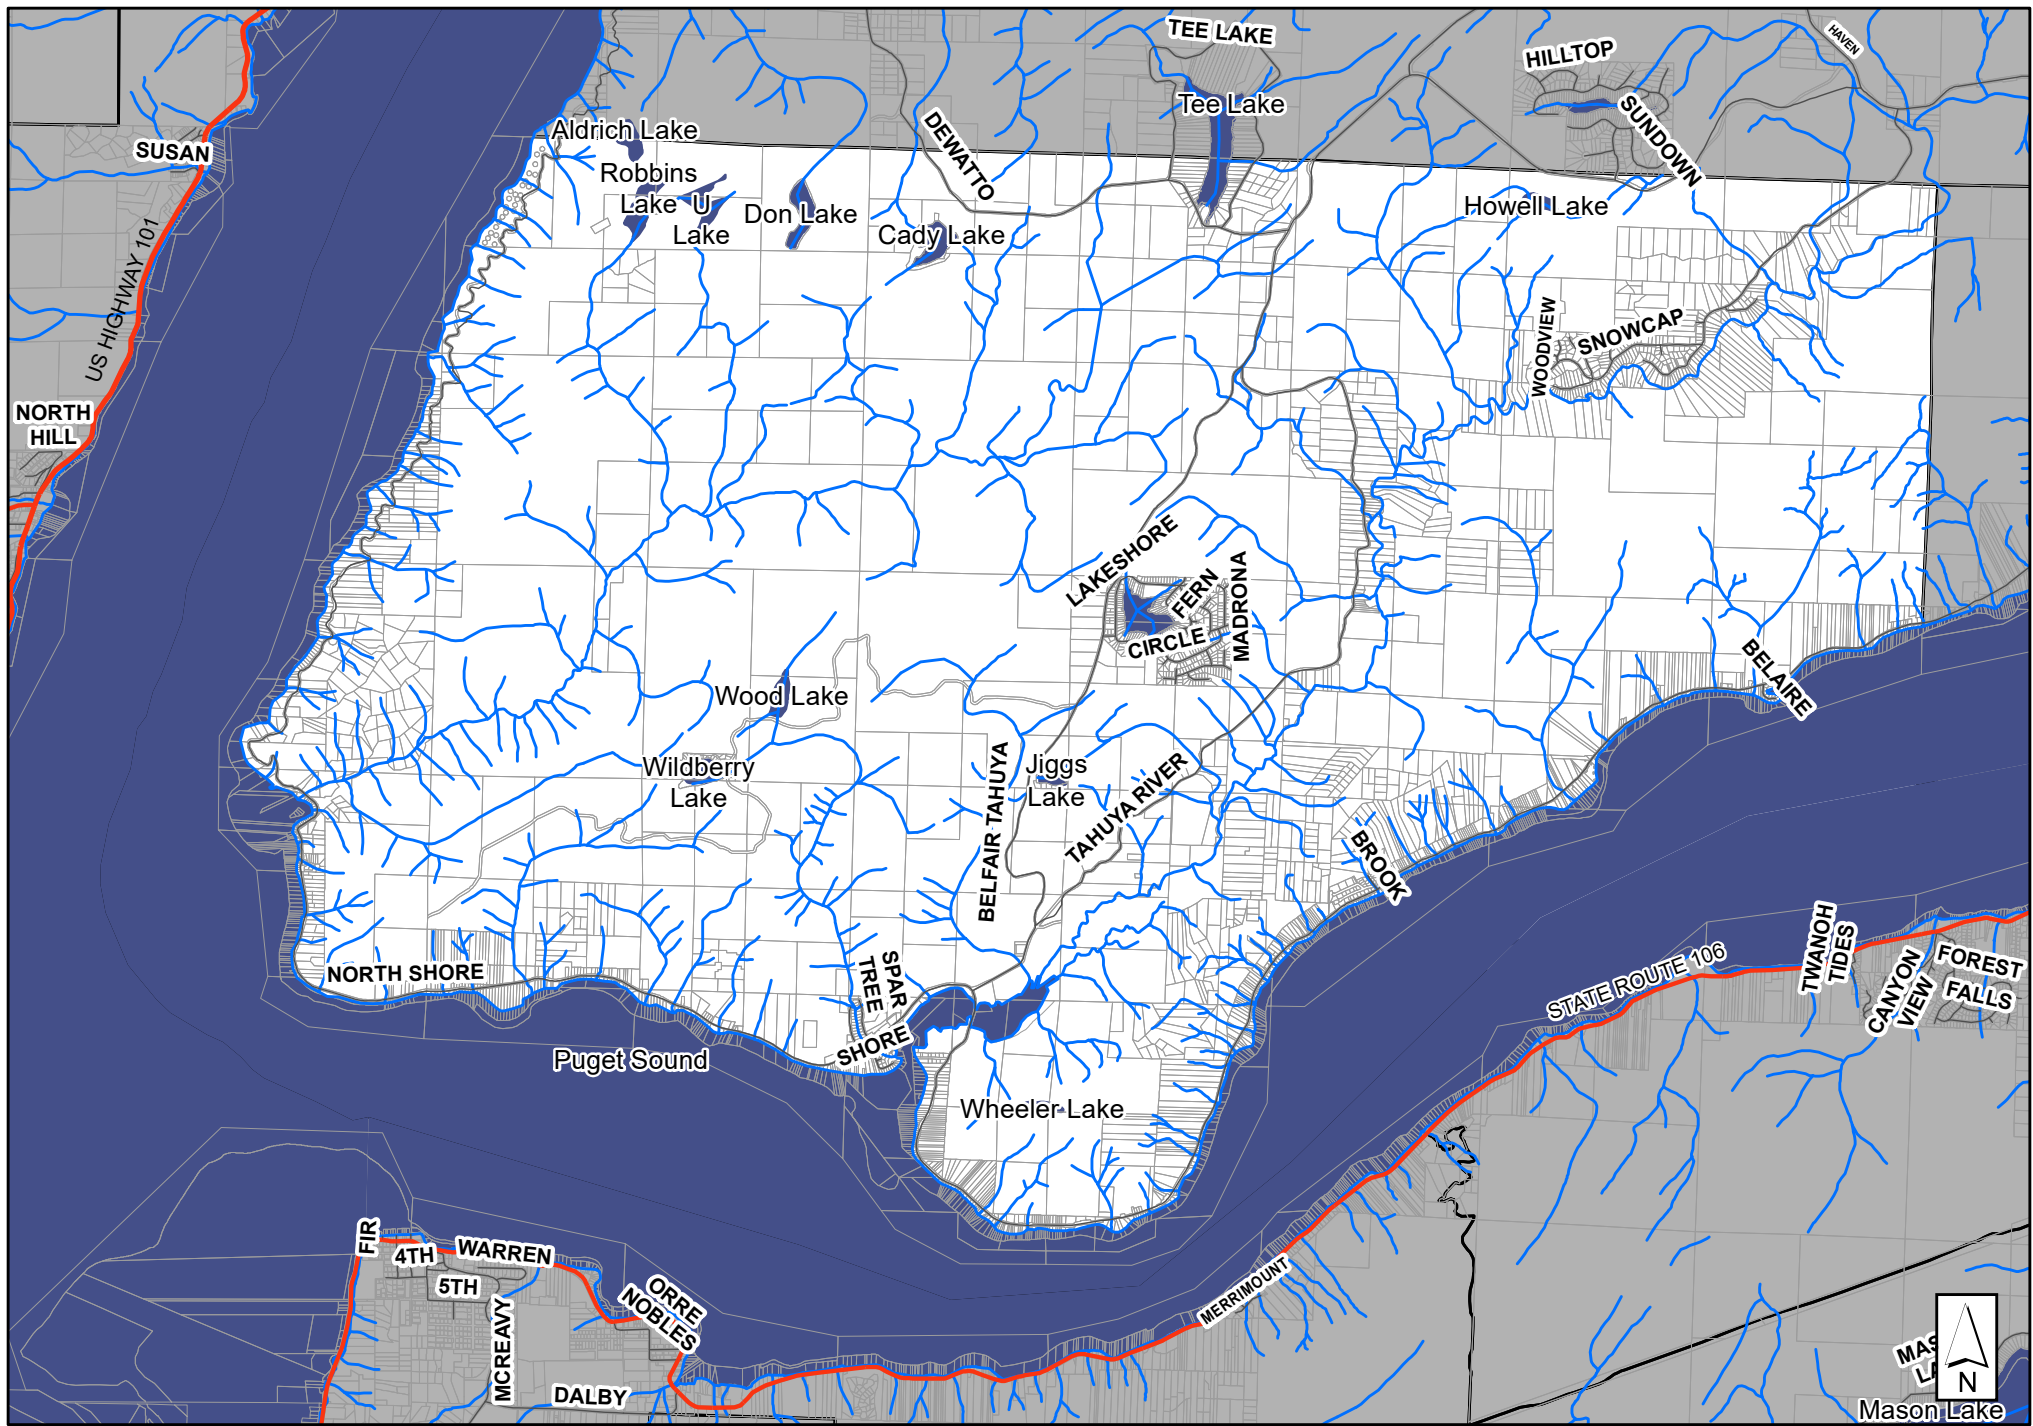 TEE LAKE
HAVEN
HILLTOP
Tee Lake
SUNDOWN
Aldrich Lake
SUSAN
DEWATTO
Robbins
Lake
U
Lake
Don Lake
Cady Lake
Howell Lake
US HIGHWAY 101
WOODVIEW
SNOWCAP
NORTH
HILL
LAKESHORE
FERN
MADRONA
CIRCLE
BELAIRE
Wood Lake
Wildberry
Lake
BELFAIR TAHUYA
Jiggs
Lake
TAHUYA RIVER
BROOK
NORTH SHORE
SPAR
TREE
SHORE
TWANOH
TIDES
STATE ROUTE 106
CANYON
VIEW
FOREST
FALLS
Puget Sound
Wheeler Lake
FIR
4TH
WARREN
5TH
ORRE
NOBLES
MCREAVY
DALBY
MERRIMOUNT
N
Mason Lake